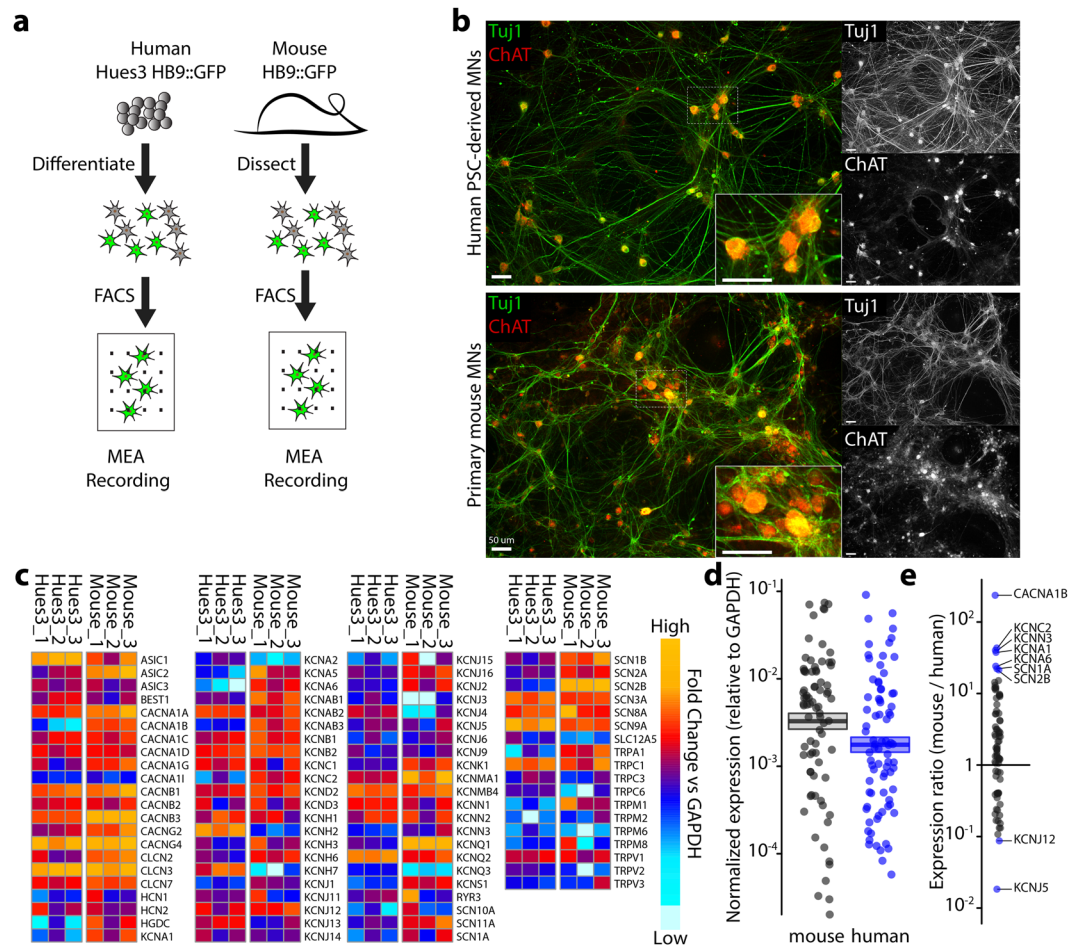 a
Human
Hues3 HB9::GFP
Mouse
HB9::GFP
Differentiate
Dissect
FACS
FACS
MEA
Recording
MEA
Recording
b
Human PSC-derived MNs
Tuj1
ChAT
Tuj1
ChAT
Primary mouse MNs
Tuj1
ChAT
50 um
Tuj1
ChAT
c
Hues3_1
Hues3_2
Hues3_3
Mouse_1
Mouse_2
Mouse_3
ASIC1
ASIC2
ASIC3
BEST1
CACNA1A
CACNA1B
CACNA1C
CACNA1D
CACNA1G
CACNA1I
CACNB1
CACNB2
CACNB3
CACNG2
CACNG4
CLCN2
CLCN3
CLCN7
HCN1
HCN2
HGDC
KCNA1
Hues3_1
Hues3_2
Hues3_3
Mouse_1
Mouse_2
Mouse_3
KCNA2
KCNA5
KCNA6
KCNAB1
KCNAB2
KCNAB3
KCNB1
KCNB2
KCNC1
KCNC2
KCND2
KCND3
KCNH1
KCNH2
KCNH3
KCNH6
KCNH7
KCNJ1
KCNJ11
KCNJ12
KCNJ13
KCNJ14
Hues3_1
Hues3_2
Hues3_3
Mouse_1
Mouse_2
Mouse_3
KCNJ15
KCNJ16
KCNJ2
KCNJ3
KCNJ4
KCNJ5
KCNJ6
KCNJ9
KCNK1
KCNMA1
KCNMB4
KCNN1
KCNN2
KCNN3
KCNQ1
KCNQ2
KCNQ3
KCNS1
RYR3
SCN10A
SCN11A
SCN1A
Hues3_1
Hues3_2
Hues3_3
Mouse_1
Mouse_2
Mouse_3
SCN1B
SCN2A
SCN2B
SCN3A
SCN8A
SCN9A
SLC12A5
TRPA1
TRPC1
TRPC3
TRPC6
TRPM1
TRPM2
TRPM6
TRPM8
TRPV1
TRPV2
TRPV3
High
Fold Change vs GAPDH
Low
d
Normalized expression (relative to GAPDH)
10-1
10-2
10-3
10-4
mouse
human
e
Expression ratio (mouse / human)
102
10
1
10-1
10-2
CACNA1B
KCNC2
KCNN3
KCNA1
KCNA6
SCN1A
SCN2B
KCNJ12
KCNJ5